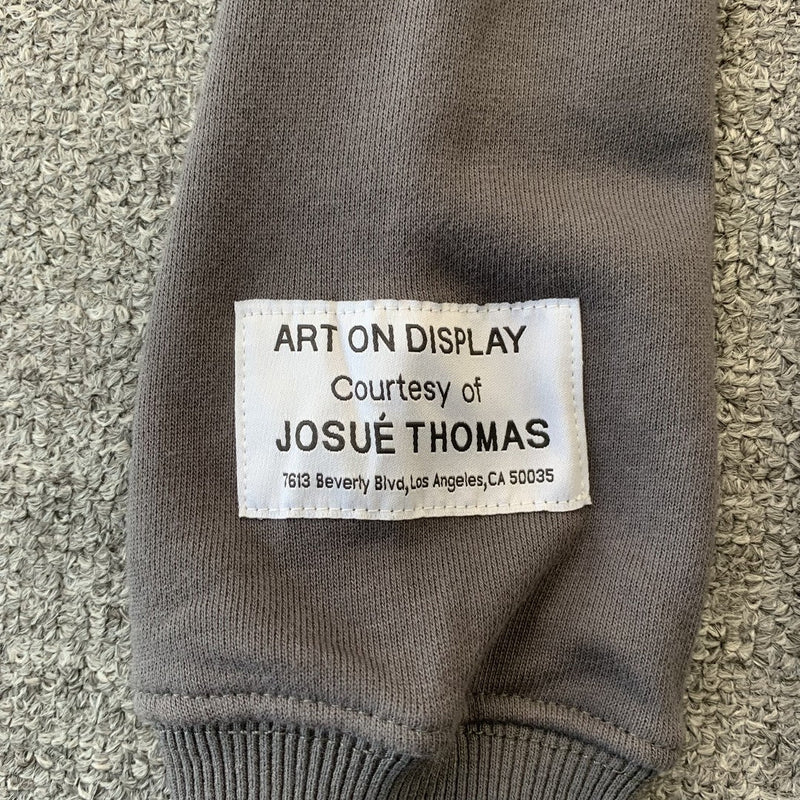 ART ON DISPLAY
Courtesy of
JOSUÉ THOMAS
7613 Beverly Blvd,Los Angeles,CA 50035